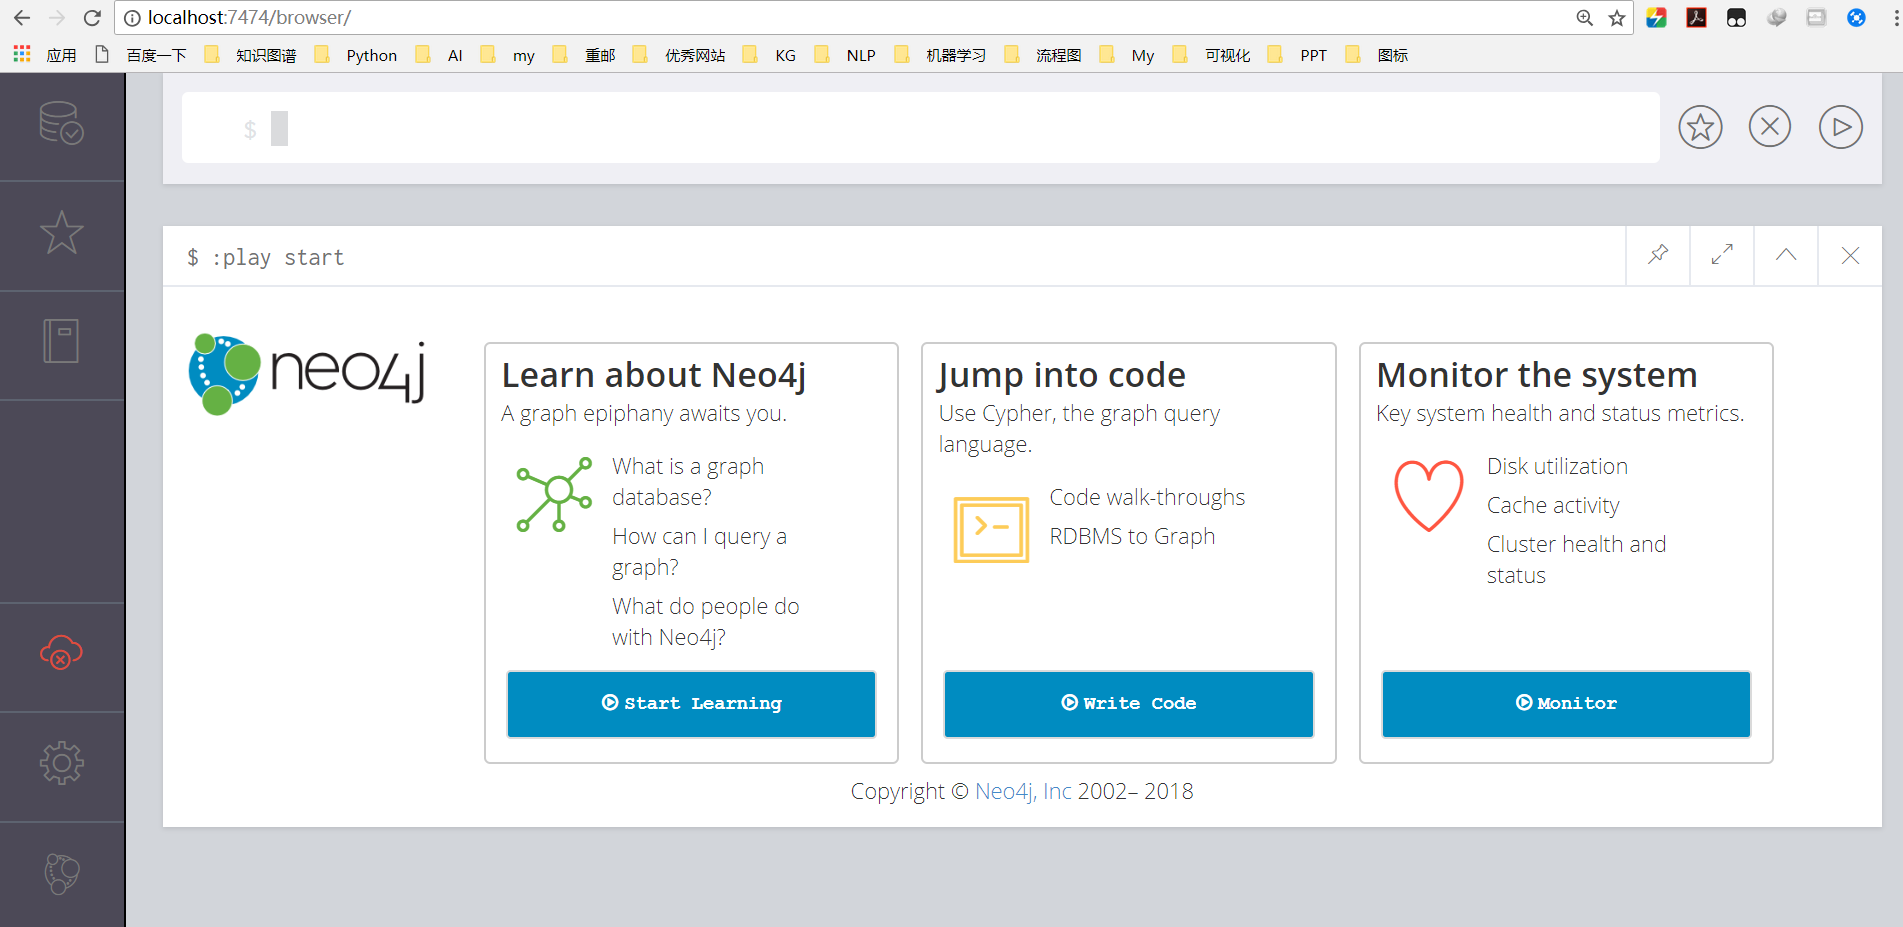 localhost:7474/browser/
应用 百度一下 知识图谱 Python AI my 重邮 优秀网站 KG NLP 机器学习 流程图 My 可视化 PPT 图标
$
$ :play start
neo4j
Learn about Neo4j
A graph epiphany awaits you.
What is a graph
database?
How can I query a
graph?
What do people do
with Neo4j?
Start Learning
Jump into code
Use Cypher, the graph query
language.
Code walk-throughs
RDBMS to Graph
Write Code
Monitor the system
Key system health and status metrics.
Disk utilization
Cache activity
Cluster health and
status
Monitor
Copyright © Neo4j, Inc 2002– 2018